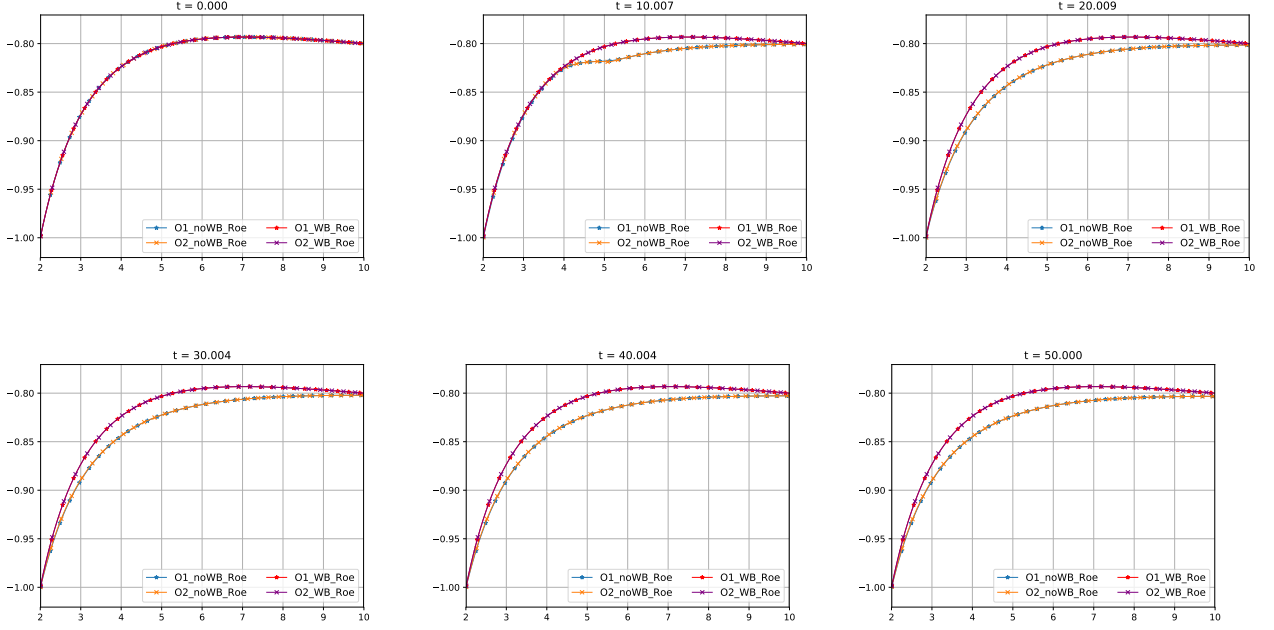 t = 0.000
−0.80
−0.85
−0.90
−0.95
−1.00
O1_noWB_Roe O1_WB_Roe
O2_noWB_Roe O2_WB_Roe
2 3 4 5 6 7 8 9 10
t = 10.007
−0.80
−0.85
−0.90
−0.95
−1.00
O1_noWB_Roe O1_WB_Roe
O2_noWB_Roe O2_WB_Roe
2 3 4 5 6 7 8 9 10
t = 20.009
−0.80
−0.85
−0.90
−0.95
−1.00
O1_noWB_Roe O1_WB_Roe
O2_noWB_Roe O2_WB_Roe
2 3 4 5 6 7 8 9 10
t = 30.004
−0.80
−0.85
−0.90
−0.95
−1.00
O1_noWB_Roe O1_WB_Roe
O2_noWB_Roe O2_WB_Roe
2 3 4 5 6 7 8 9 10
t = 40.004
−0.80
−0.85
−0.90
−0.95
−1.00
O1_noWB_Roe O1_WB_Roe
O2_noWB_Roe O2_WB_Roe
2 3 4 5 6 7 8 9 10
t = 50.000
−0.80
−0.85
−0.90
−0.95
−1.00
O1_noWB_Roe O1_WB_Roe
O2_noWB_Roe O2_WB_Roe
2 3 4 5 6 7 8 9 10